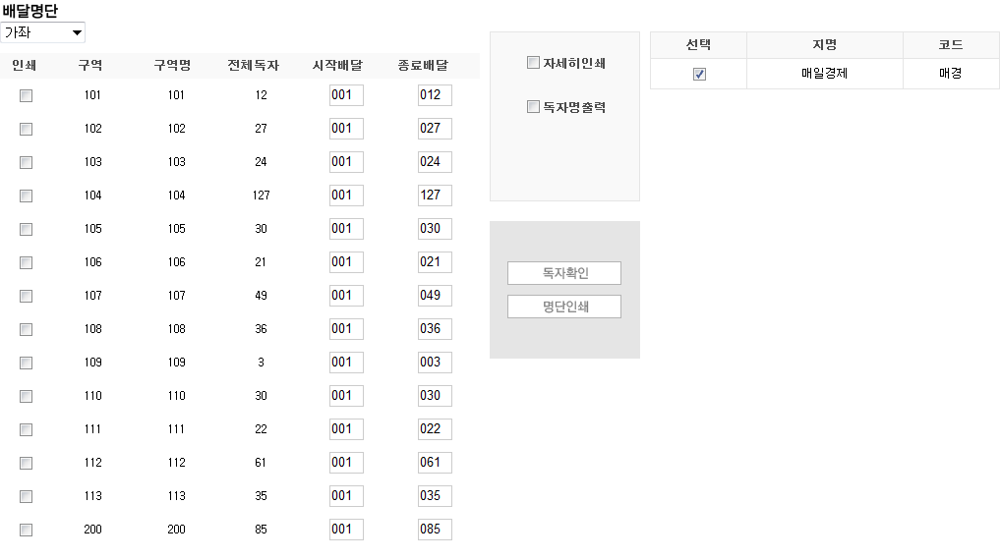 배달명단
가좌
인쇄 구역 구역명 전체독자 시작배달 종료배달
101 101 12 001 012
102 102 27 001 027
103 103 24 001 024
104 104 127 001 127
105 105 30 001 030
106 106 21 001 021
107 107 49 001 049
108 108 36 001 036
109 109 3 001 003
110 110 30 001 030
111 111 22 001 022
112 112 61 001 061
113 113 35 001 035
200 200 85 001 085
자세히인쇄
독자명출력
독자확인
명단인쇄
선택 지명 코드
매일경제 매경